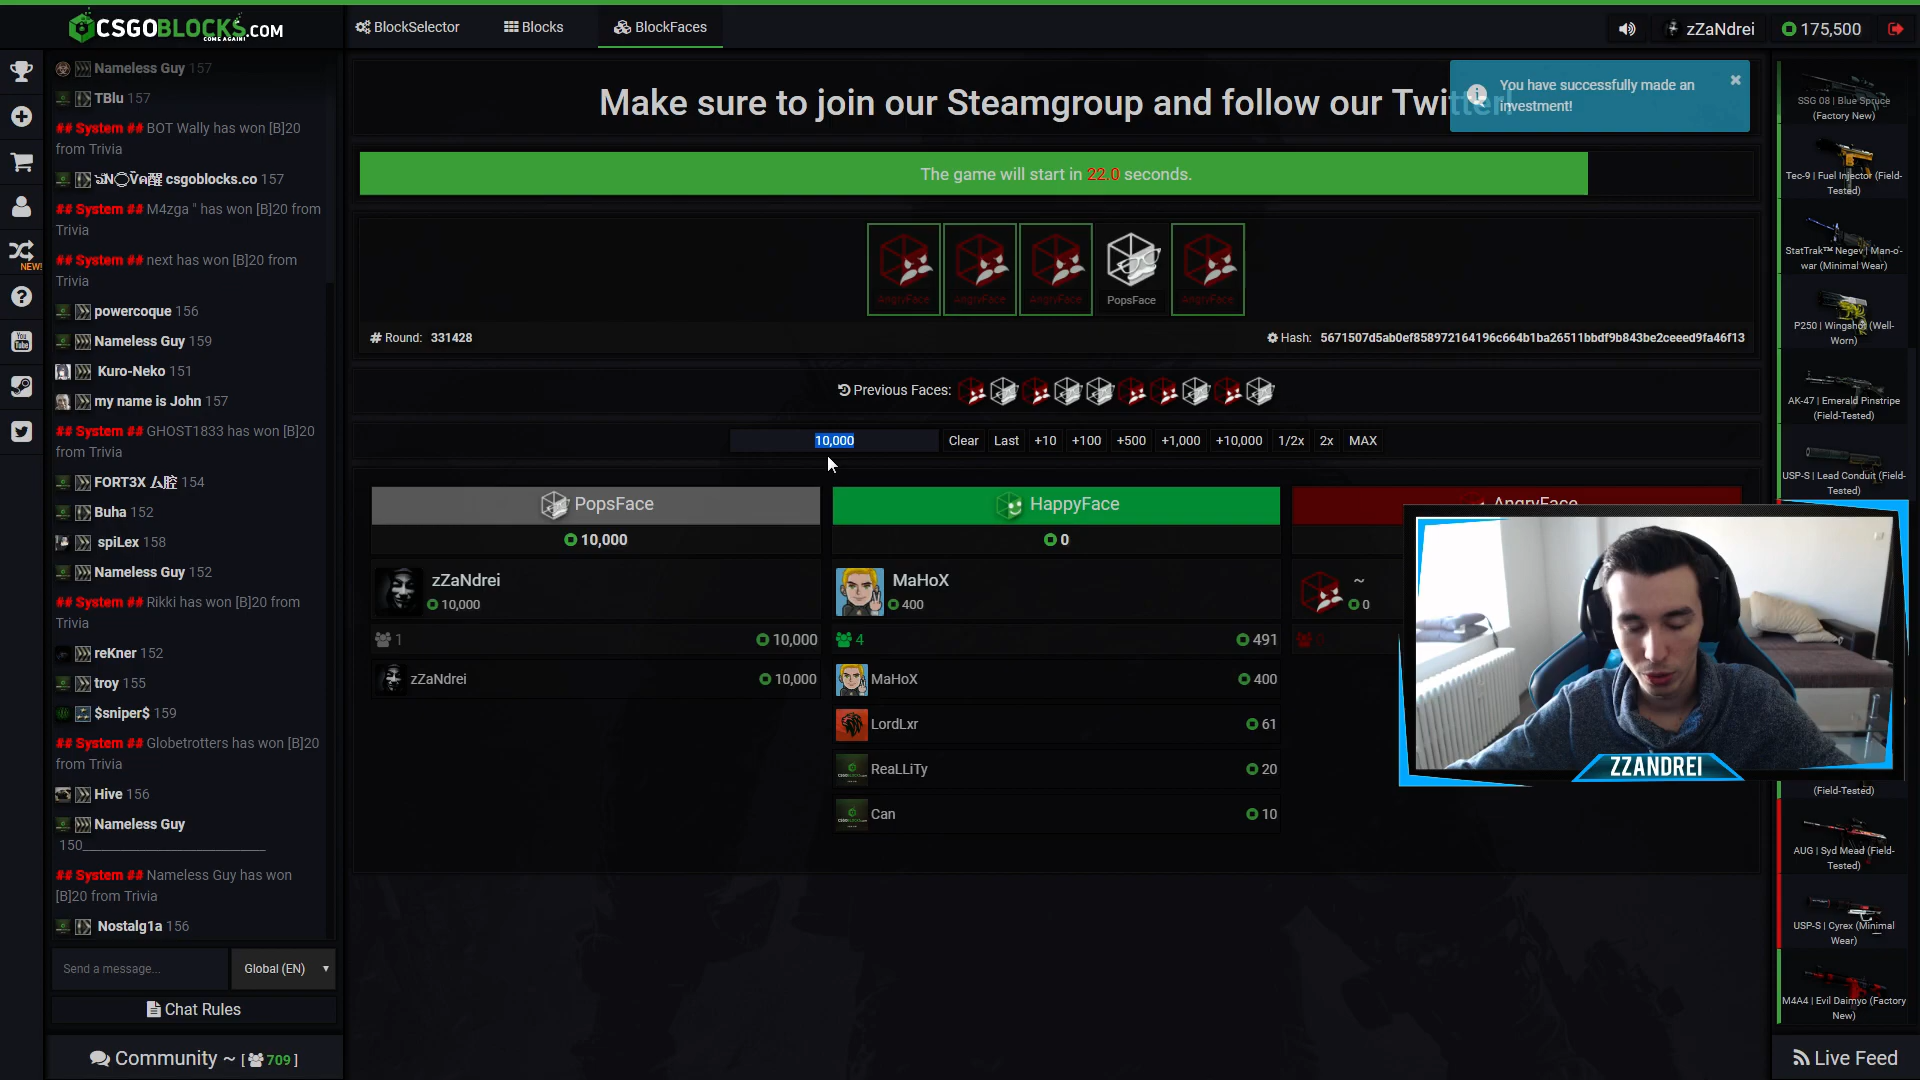 CSGOBLOCKS.COM
COME AGAIN!
BlockSelector
Blocks
BlockFaces
zZaNdrei
175,500
NEW!
Nameless Guy 157
TBlu 157
## System ## BOT Wally has won [B]20
from Trivia
csgoblocks.co 157
## System ## M4zga " has won [B]20 from
Trivia
## System ## next has won [B]20 from
Trivia
powercoque 156
Nameless Guy 159
Kuro-Neko 151
my name is John 157
## System ## GHOST1833 has won [B]20
from Trivia
FORT3X 154
Buha 152
spiLex 158
Nameless Guy 152
## System ## Rikki has won [B]20 from
Trivia
reKner 152
troy 155
$sniper$ 159
## System ## Globetrotters has won [B]20
from Trivia
Hive 156
Nameless Guy
150___________________________
## System ## Nameless Guy has won
[B]20 from Trivia
Nostalg1a 156
Send a message...
Global (EN)
Chat Rules
Community ~ [ 709 ]
Make sure to join our Steamgroup and follow our Twitter
You have successfully made an
investment!
The game will start in 22.0 seconds.
AngryFace
AngryFace
AngryFace
PopsFace
AngryFace
# Round: 331428
Hash: 5671507d5ab0ef858972164196c664b1ba26511bbdf9b843be2ceeed9fa46f13
Previous Faces:
10,000
Clear
Last
+10
+100
+500
+1,000
+10,000
1/2x
2x
MAX
PopsFace
10,000
zZaNdrei
10,000
1
10,000
zZaNdrei
10,000
HappyFace
0
MaHoX
400
4
491
MaHoX
400
LordLxr
61
ReaLLiTy
20
Can
10
AngryFace
~
0
ZZANDREI
SSG 08 | Blue Spruce
(Factory New)
Tec-9 | Fuel Injector (Field-
Tested)
StatTrak™ Negev | Man-o'-
war (Minimal Wear)
P250 | Wingshot (Well-
Worn)
AK-47 | Emerald Pinstripe
(Field-Tested)
USP-S | Lead Conduit (Field-
Tested)
(Field-Tested)
AUG | Syd Mead (Field-
Tested)
USP-S | Cyrex (Minimal
Wear)
M4A4 | Evil Daimyo (Factory
New)
Live Feed